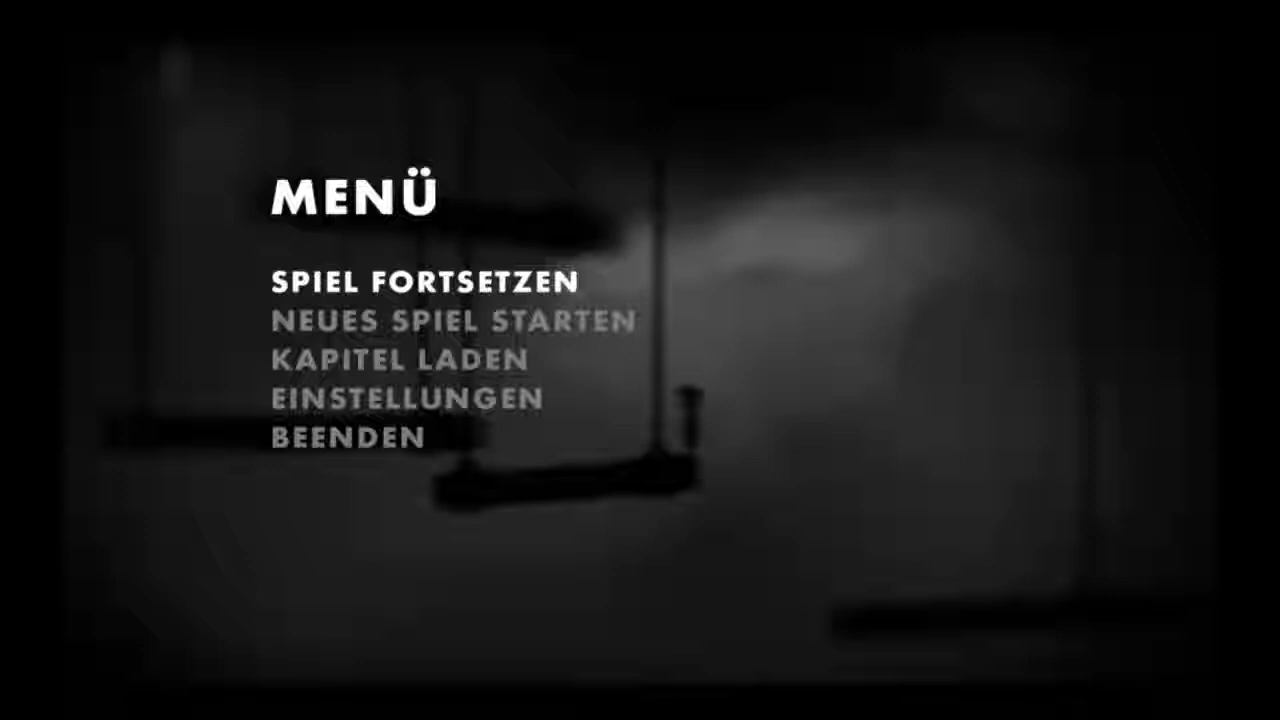 MENÜ
SPIEL FORTSETZEN
NEUES SPIEL STARTEN
KAPITEL LADEN
EINSTELLUNGEN
BEENDEN